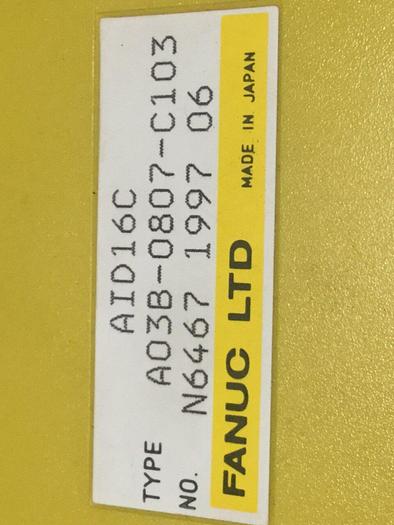 AID16C
TYPE A03B-0807-C103
NO. N6467 1997 06
FANUC LTD MADE IN JAPAN